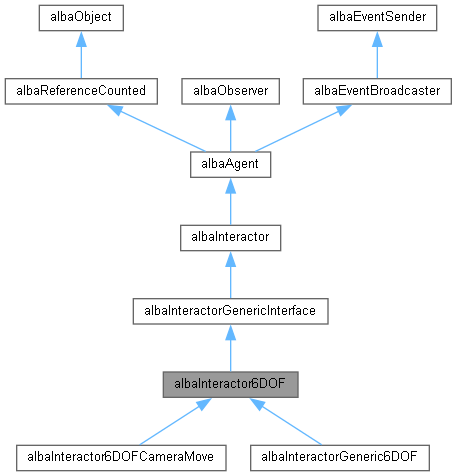 albaObject
albaEventSender
albaReferenceCounted
albaObserver
albaEventBroadcaster
albaAgent
albaInteractor
albaInteractorGenericInterface
albaInteractor6DOF
albaInteractor6DOFCameraMove
albaInteractorGeneric6DOF